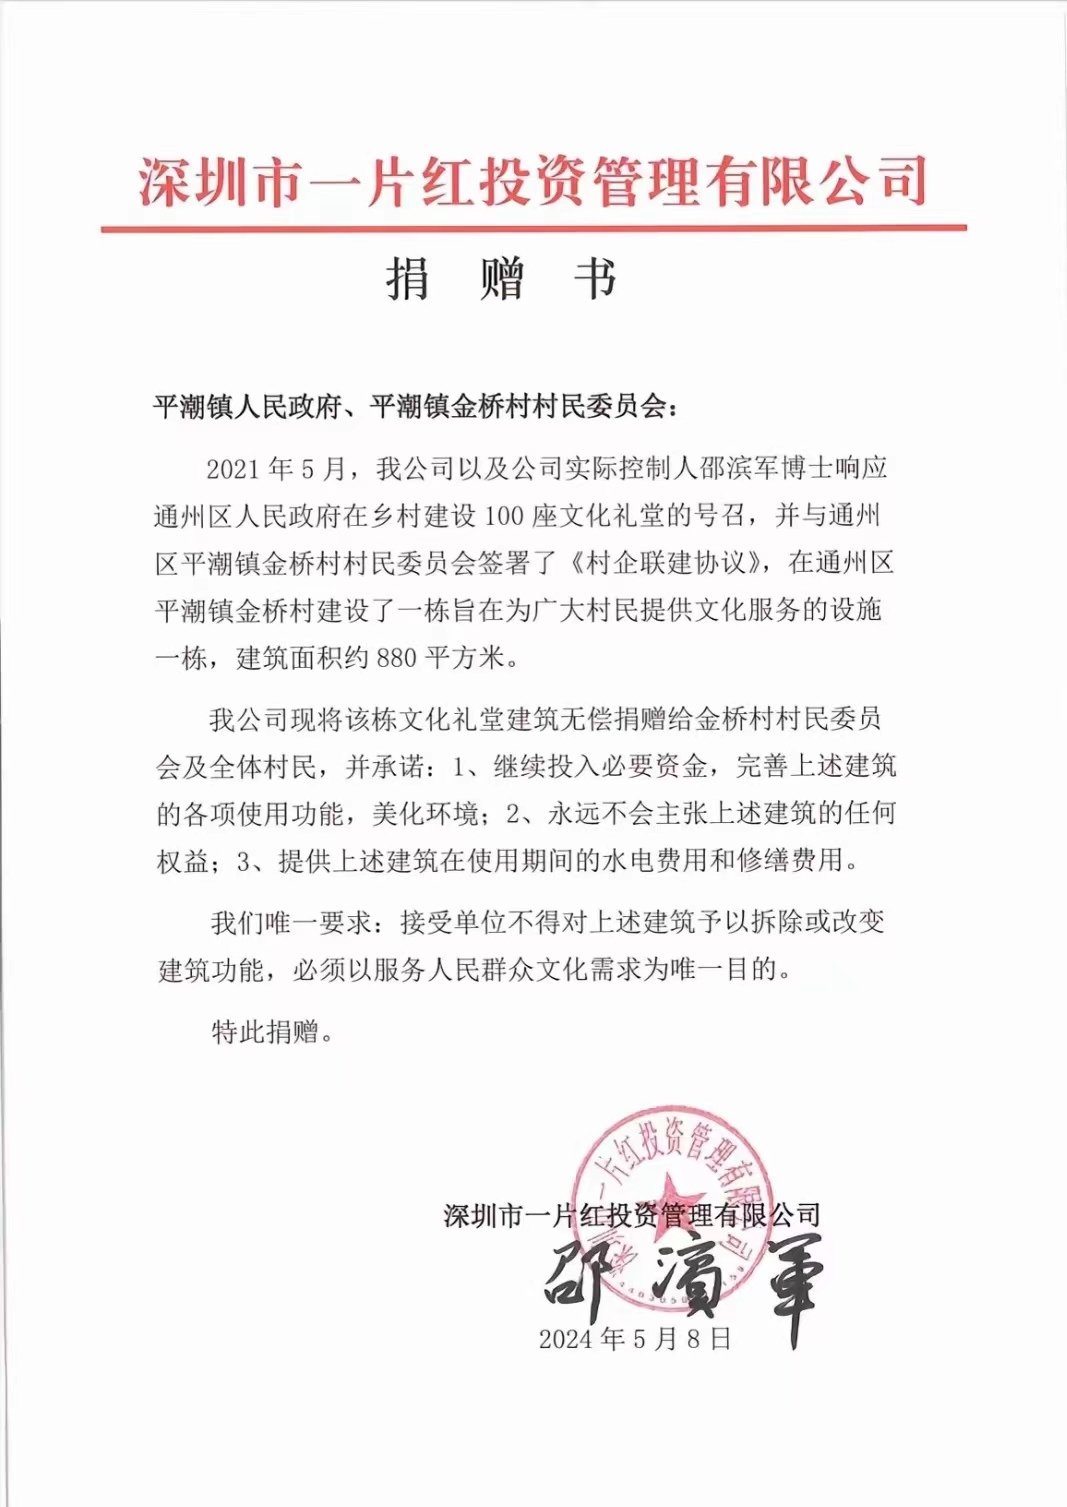 深圳市一片红投资管理有限公司
捐 赠 书
平潮镇人民政府、平潮镇金桥村村民委员会：
2021年5月，我公司以及公司实际控制人邵滨军博士响应
通州区人民政府在乡村建设100座文化礼堂的号召，并与通州
区平潮镇金桥村村民委员会签署了《村企联建协议》，在通州区
平潮镇金桥村建设了一栋旨在为广大村民提供文化服务的设施
一栋，建筑面积约880平方米。
我公司现将该栋文化礼堂建筑无偿捐赠给金桥村村民委员
会及全体村民，并承诺：1、继续投入必要资金，完善上述建筑
的各项使用功能，美化环境；2、永远不会主张上述建筑的任何
权益；3、提供上述建筑在使用期间的水电费用和修缮费用。
我们唯一要求：接受单位不得对上述建筑予以拆除或改变
建筑功能，必须以服务人民群众文化需求为唯一目的。
特此捐赠。
深圳市一片红投资管理有限公司
深圳市一片红投资管理有限公司
邵濱軍
2024年5月8日